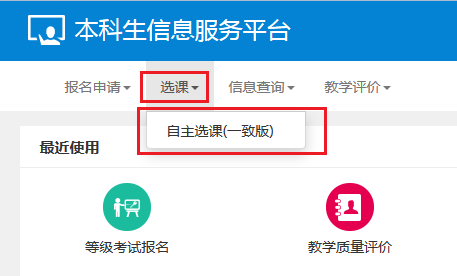 本科生信息服务平台
报名申请 选课 信息查询 教学评价
自主选课(一致版)
最近使用
等级考试报名 教学质量评价